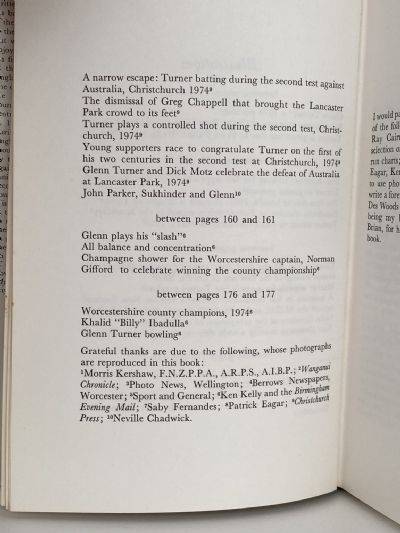 A narrow escape: Turner batting during the second test against
Australia, Christchurch 1974⁹
The dismissal of Greg Chappell that brought the Lancaster
Park crowd to its feet⁹
Turner plays a controlled shot during the second test, Christ-
church, 1974⁹
Young supporters race to congratulate Turner on the first of
his two centuries in the second test at Christchurch, 1974⁹
Glenn Turner and Dick Motz celebrate the defeat of Australia
at Lancaster Park, 1974⁹
John Parker, Sukhinder and Glenn¹⁰
between pages 160 and 161
Glenn plays his "slash"⁸
All balance and concentration⁶
Champagne shower for the Worcestershire captain, Norman
Gifford to celebrate winning the county championship⁶
between pages 176 and 177
Worcestershire county champions, 1974⁸
Khalid "Billy" Ibadulla⁶
Glenn Turner bowling⁶
Grateful thanks are due to the following, whose photographs
are reproduced in this book:
¹Morris Kershaw, F.N.Z.P.P.A., A.R.P.S., A.I.B.P.; ²Wanganui
Chronicle; ³Photo News, Wellington; ⁴Berrows Newspapers,
Worcester; ⁵Sport and General; ⁶Ken Kelly and the Birmingham
Evening Mail; ⁷Saby Fernandes; ⁸Patrick Eagar; ⁹Christchurch
Press; ¹⁰Neville Chadwick.
I would
of the
Ray Cair
selection o
run charts;
Eagar, Ken
to use pho
write a fore
Des Woods
being my
Brian, for h
book.